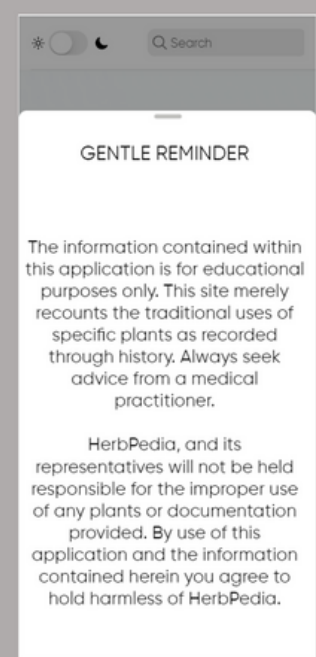 Search
GENTLE REMINDER
The information contained within
this application is for educational
purposes only. This site merely
recounts the traditional uses of
specific plants as recorded
through history. Always seek
advice from a medical
practitioner.
HerbPedia, and its
representatives will not be held
responsible for the improper use
of any plants or documentation
provided. By use of this
application and the information
contained herein you agree to
hold harmless of HerbPedia.